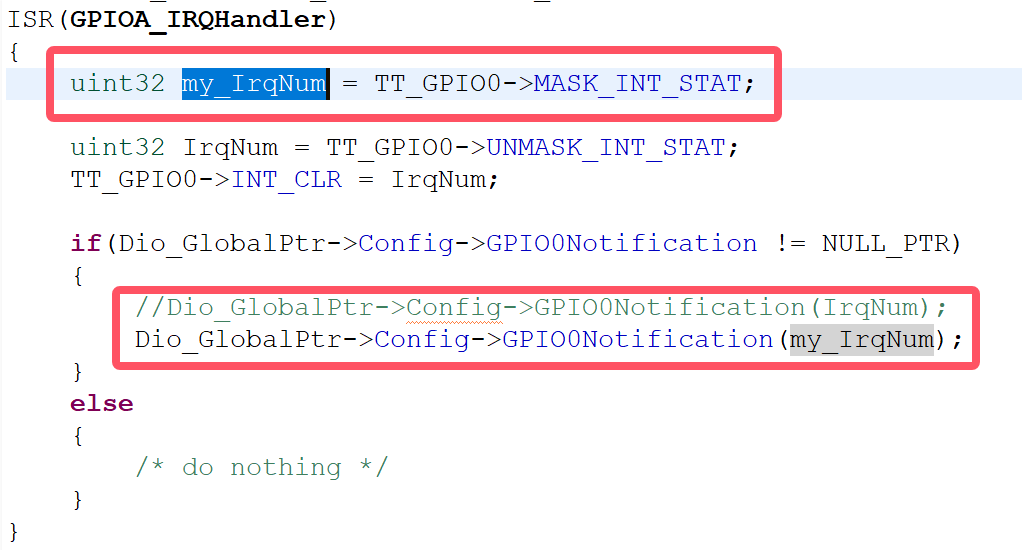 ISR(GPIOA_IRQHandler)
{
uint32 my_IrqNum = TT_GPIO0->MASK_INT_STAT;
uint32 IrqNum = TT_GPIO0->UNMASK_INT_STAT;
TT_GPIO0->INT_CLR = IrqNum;
if(Dio_GlobalPtr->Config->GPIO0Notification != NULL_PTR)
{
//Dio_GlobalPtr->Config->GPIO0Notification(IrqNum);
Dio_GlobalPtr->Config->GPIO0Notification(my_IrqNum);
}
else
{
/* do nothing */
}
}